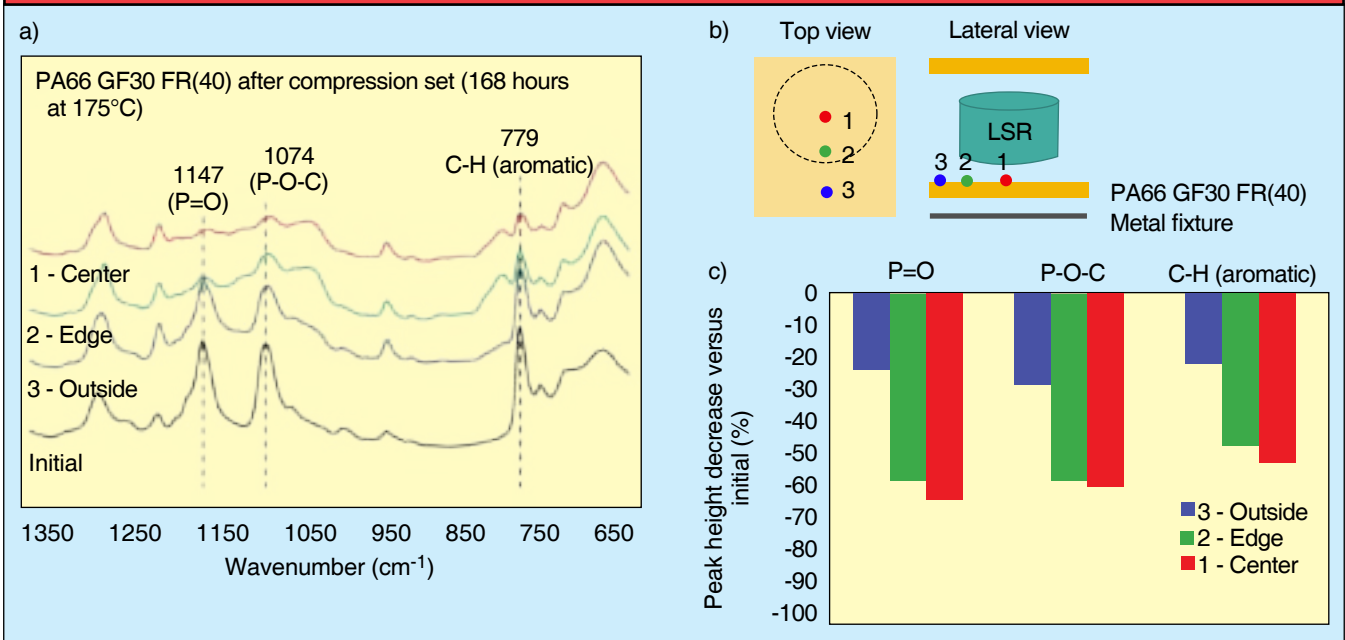 a)
PA66 GF30 FR(40) after compression set (168 hours
at 175°C)
1147
(P=O)
1074
(P-O-C)
779
C-H (aromatic)
1 - Center
2 - Edge
3 - Outside
Initial
1350 1250 1150 1050 950 850 750 650
Wavenumber (cm-1)
b)
Top view
1
2
3
Lateral view
LSR
3 2 1
PA66 GF30 FR(40)
Metal fixture
c)
P=O P-O-C C-H (aromatic)
Peak height decrease versus
initial (%)
0
-10
-20
-30
-40
-50
-60
-70
-80
-90
-100
3 - Outside
2 - Edge
1 - Center